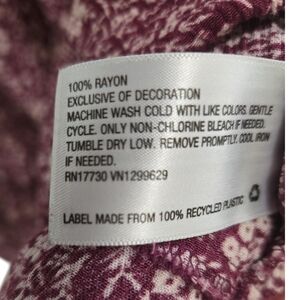 100% RAYON
EXCLUSIVE OF DECORATION
MACHINE WASH COLD WITH LIKE COLORS. GENTLE
CYCLE. ONLY NON-CHLORINE BLEACH IF NEEDED.
TUMBLE DRY LOW. REMOVE PROMPTLY. COOL IRON
IF NEEDED.
RN17730 VN1299629
LABEL MADE FROM 100% RECYCLED PLASTIC